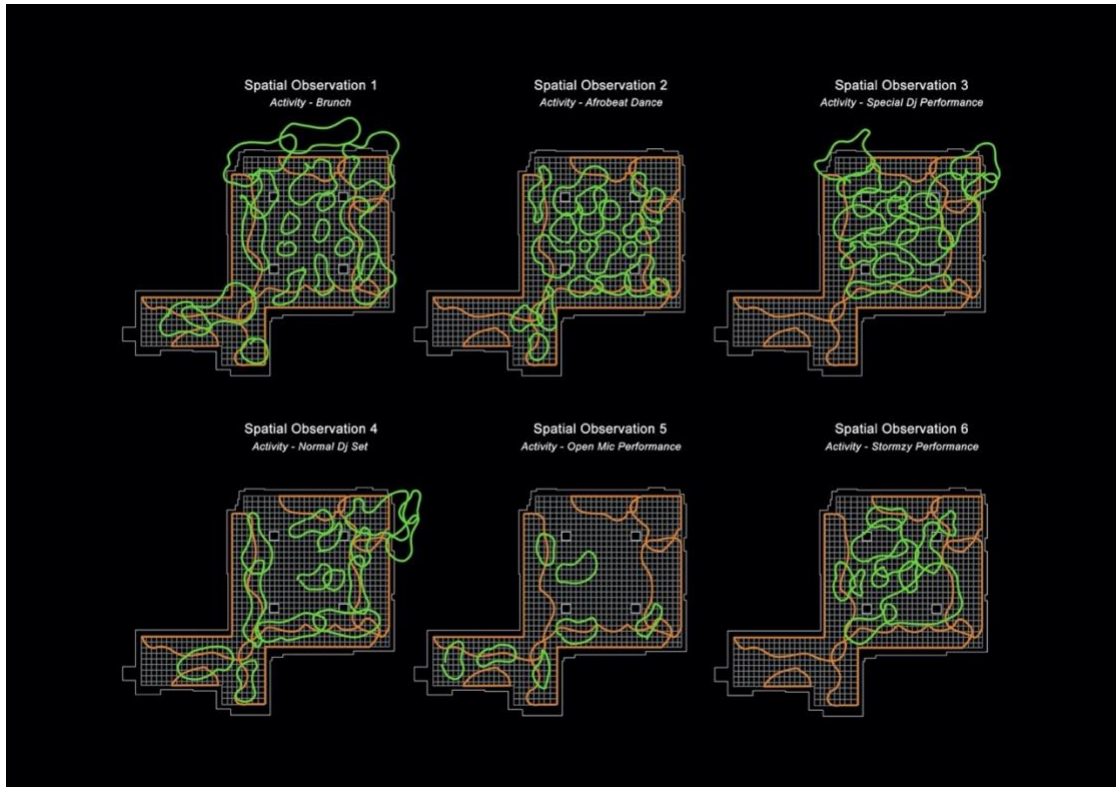 Spatial Observation 1
Activity - Brunch
Spatial Observation 2
Activity - Afrobeat Dance
Spatial Observation 3
Activity - Special Dj Performance
Spatial Observation 4
Activity - Normal Dj Set
Spatial Observation 5
Activity - Open Mic Performance
Spatial Observation 6
Activity - Stormzy Performance